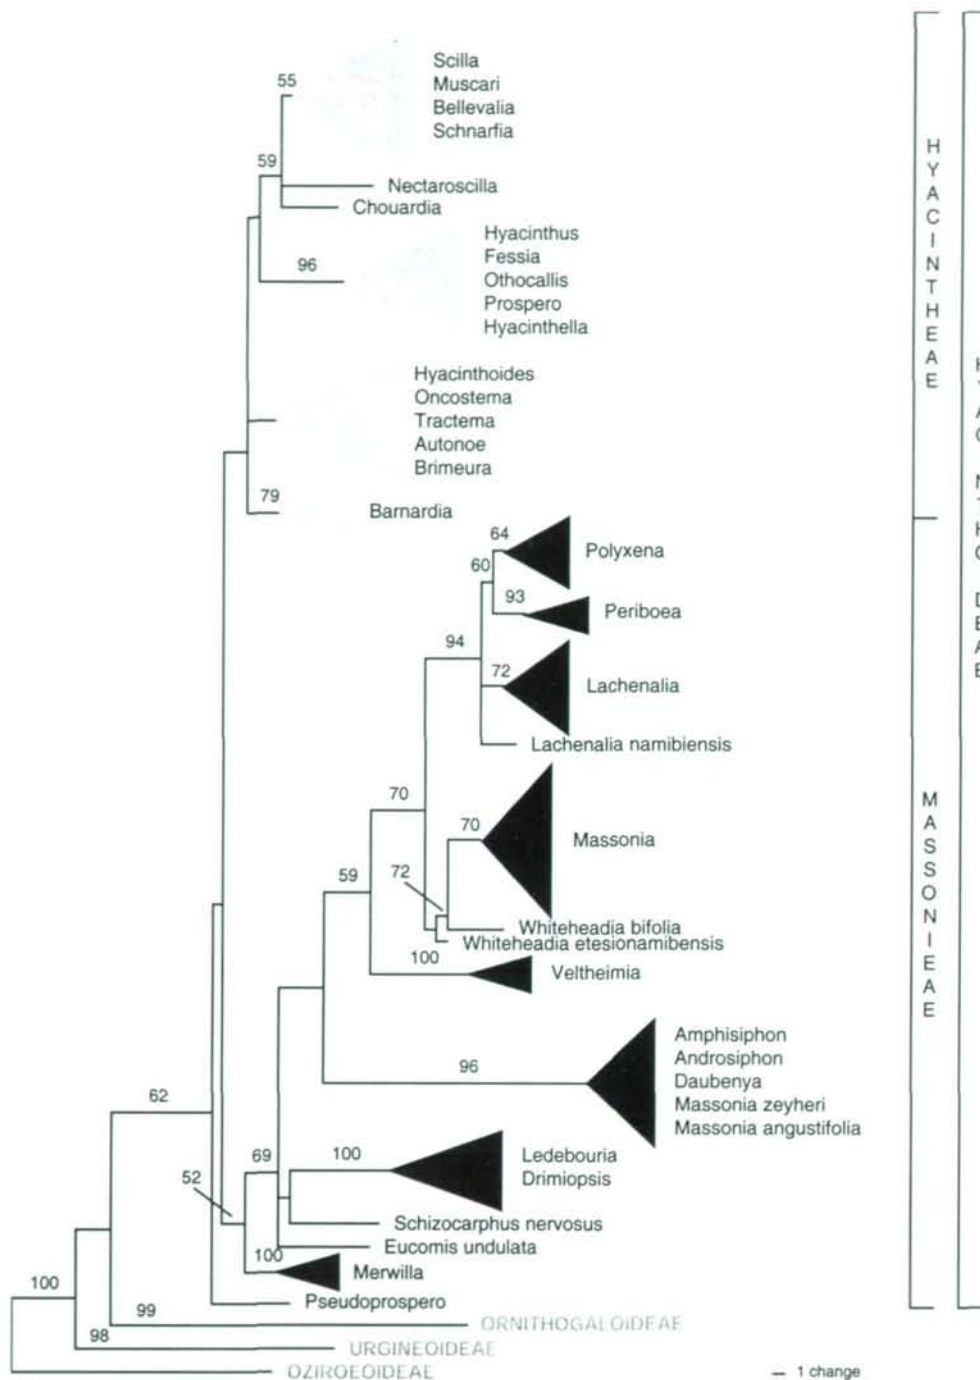 Scilla
Muscari
Bellevalia
Schnarfia
55
59
Nectaroscilla
Chouardia
Hyacinthus
Fessia
96
Othocallis
Prospero
Hyacinthella
Hyacinthoides
Oncostema
Tractema
Autonoe
Brimeura
79
Barnardia
HYACINTHEAE
64
Polyxena
60
93
Periboea
94
72
Lachenalia
Lachenalia namibiensis
70
70
Massonia
72
59
Whiteheadia bifolia
Whiteheadia etesionamibensis
100
Veltheimia
MASSONIEAE
Amphisiphon
Androsiphon
96
Daubenya
Massonia zeyheri
Massonia angustifolia
62
69
100
Ledebouria
Drimiopsis
52
Schizocarphus nervosus
Eucomis undulata
100
Merwilla
100
Pseudoprospero
99
ORNITHOGALOIDEAE
98
URGINEOIDEAE
OZIROEOIDEAE
1 change